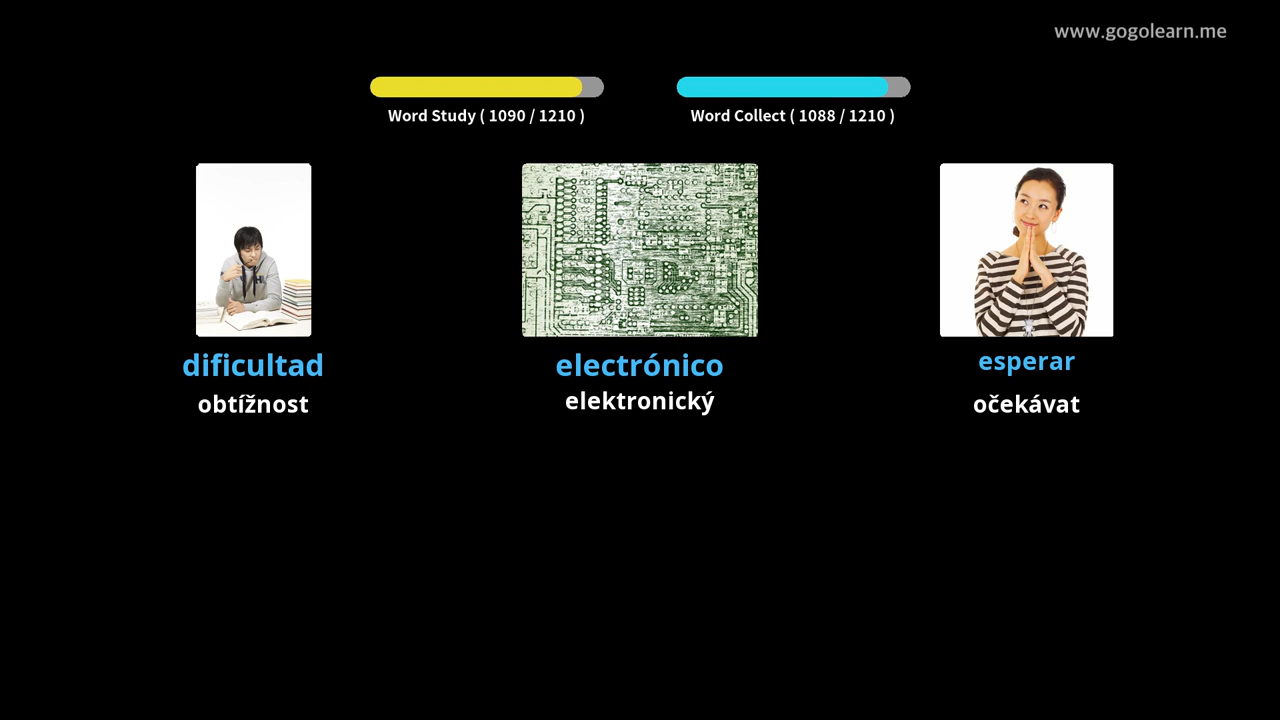 www.gogolearn.me
Word Study ( 1090 / 1210 )
Word Collect ( 1088 / 1210 )
dificultad
obtížnost
electrónico
elektronický
esperar
očekávat